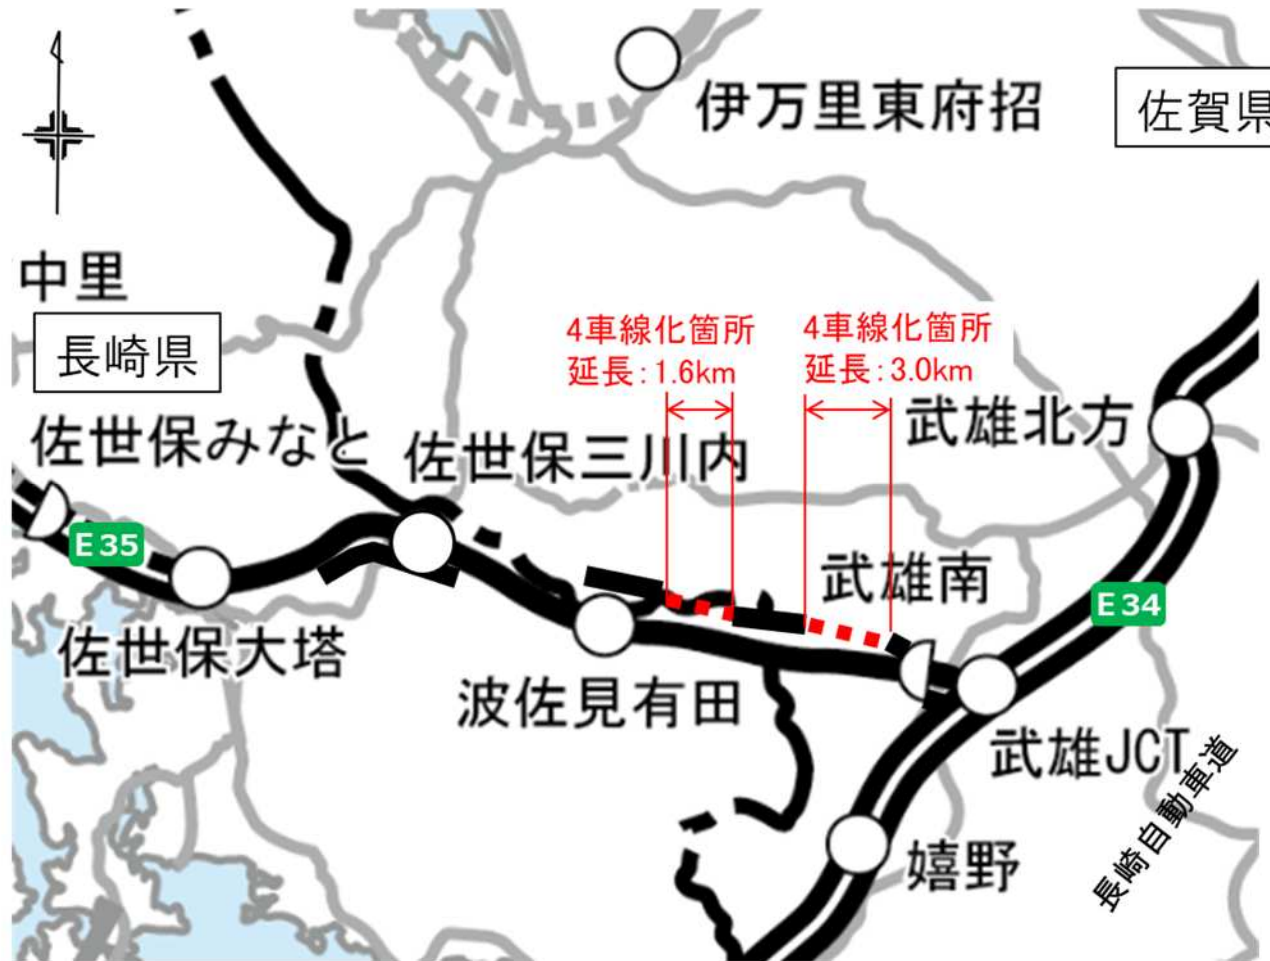 伊万里東府招
佐賀県
中里
長崎県
4車線化箇所
延長:1.6km
4車線化箇所
延長:3.0km
武雄北方
佐世保みなと
佐世保三川内
E35
武雄南
E34
佐世保大塔
波佐見有田
武雄JCT
長崎自動車道
嬉野